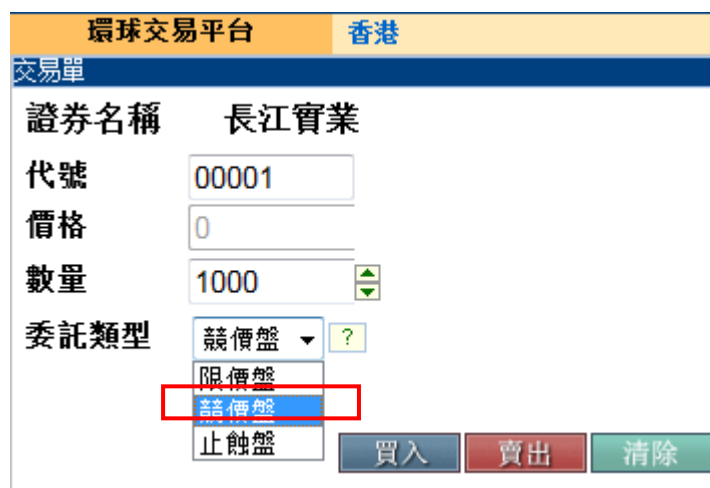 環球交易平台 香港
交易單
證券名稱 長江實業
代號 00001
價格 0
數量 1000
委託類型 競價盤 ?
限價盤
競價盤
止蝕盤
買入 賣出 清除